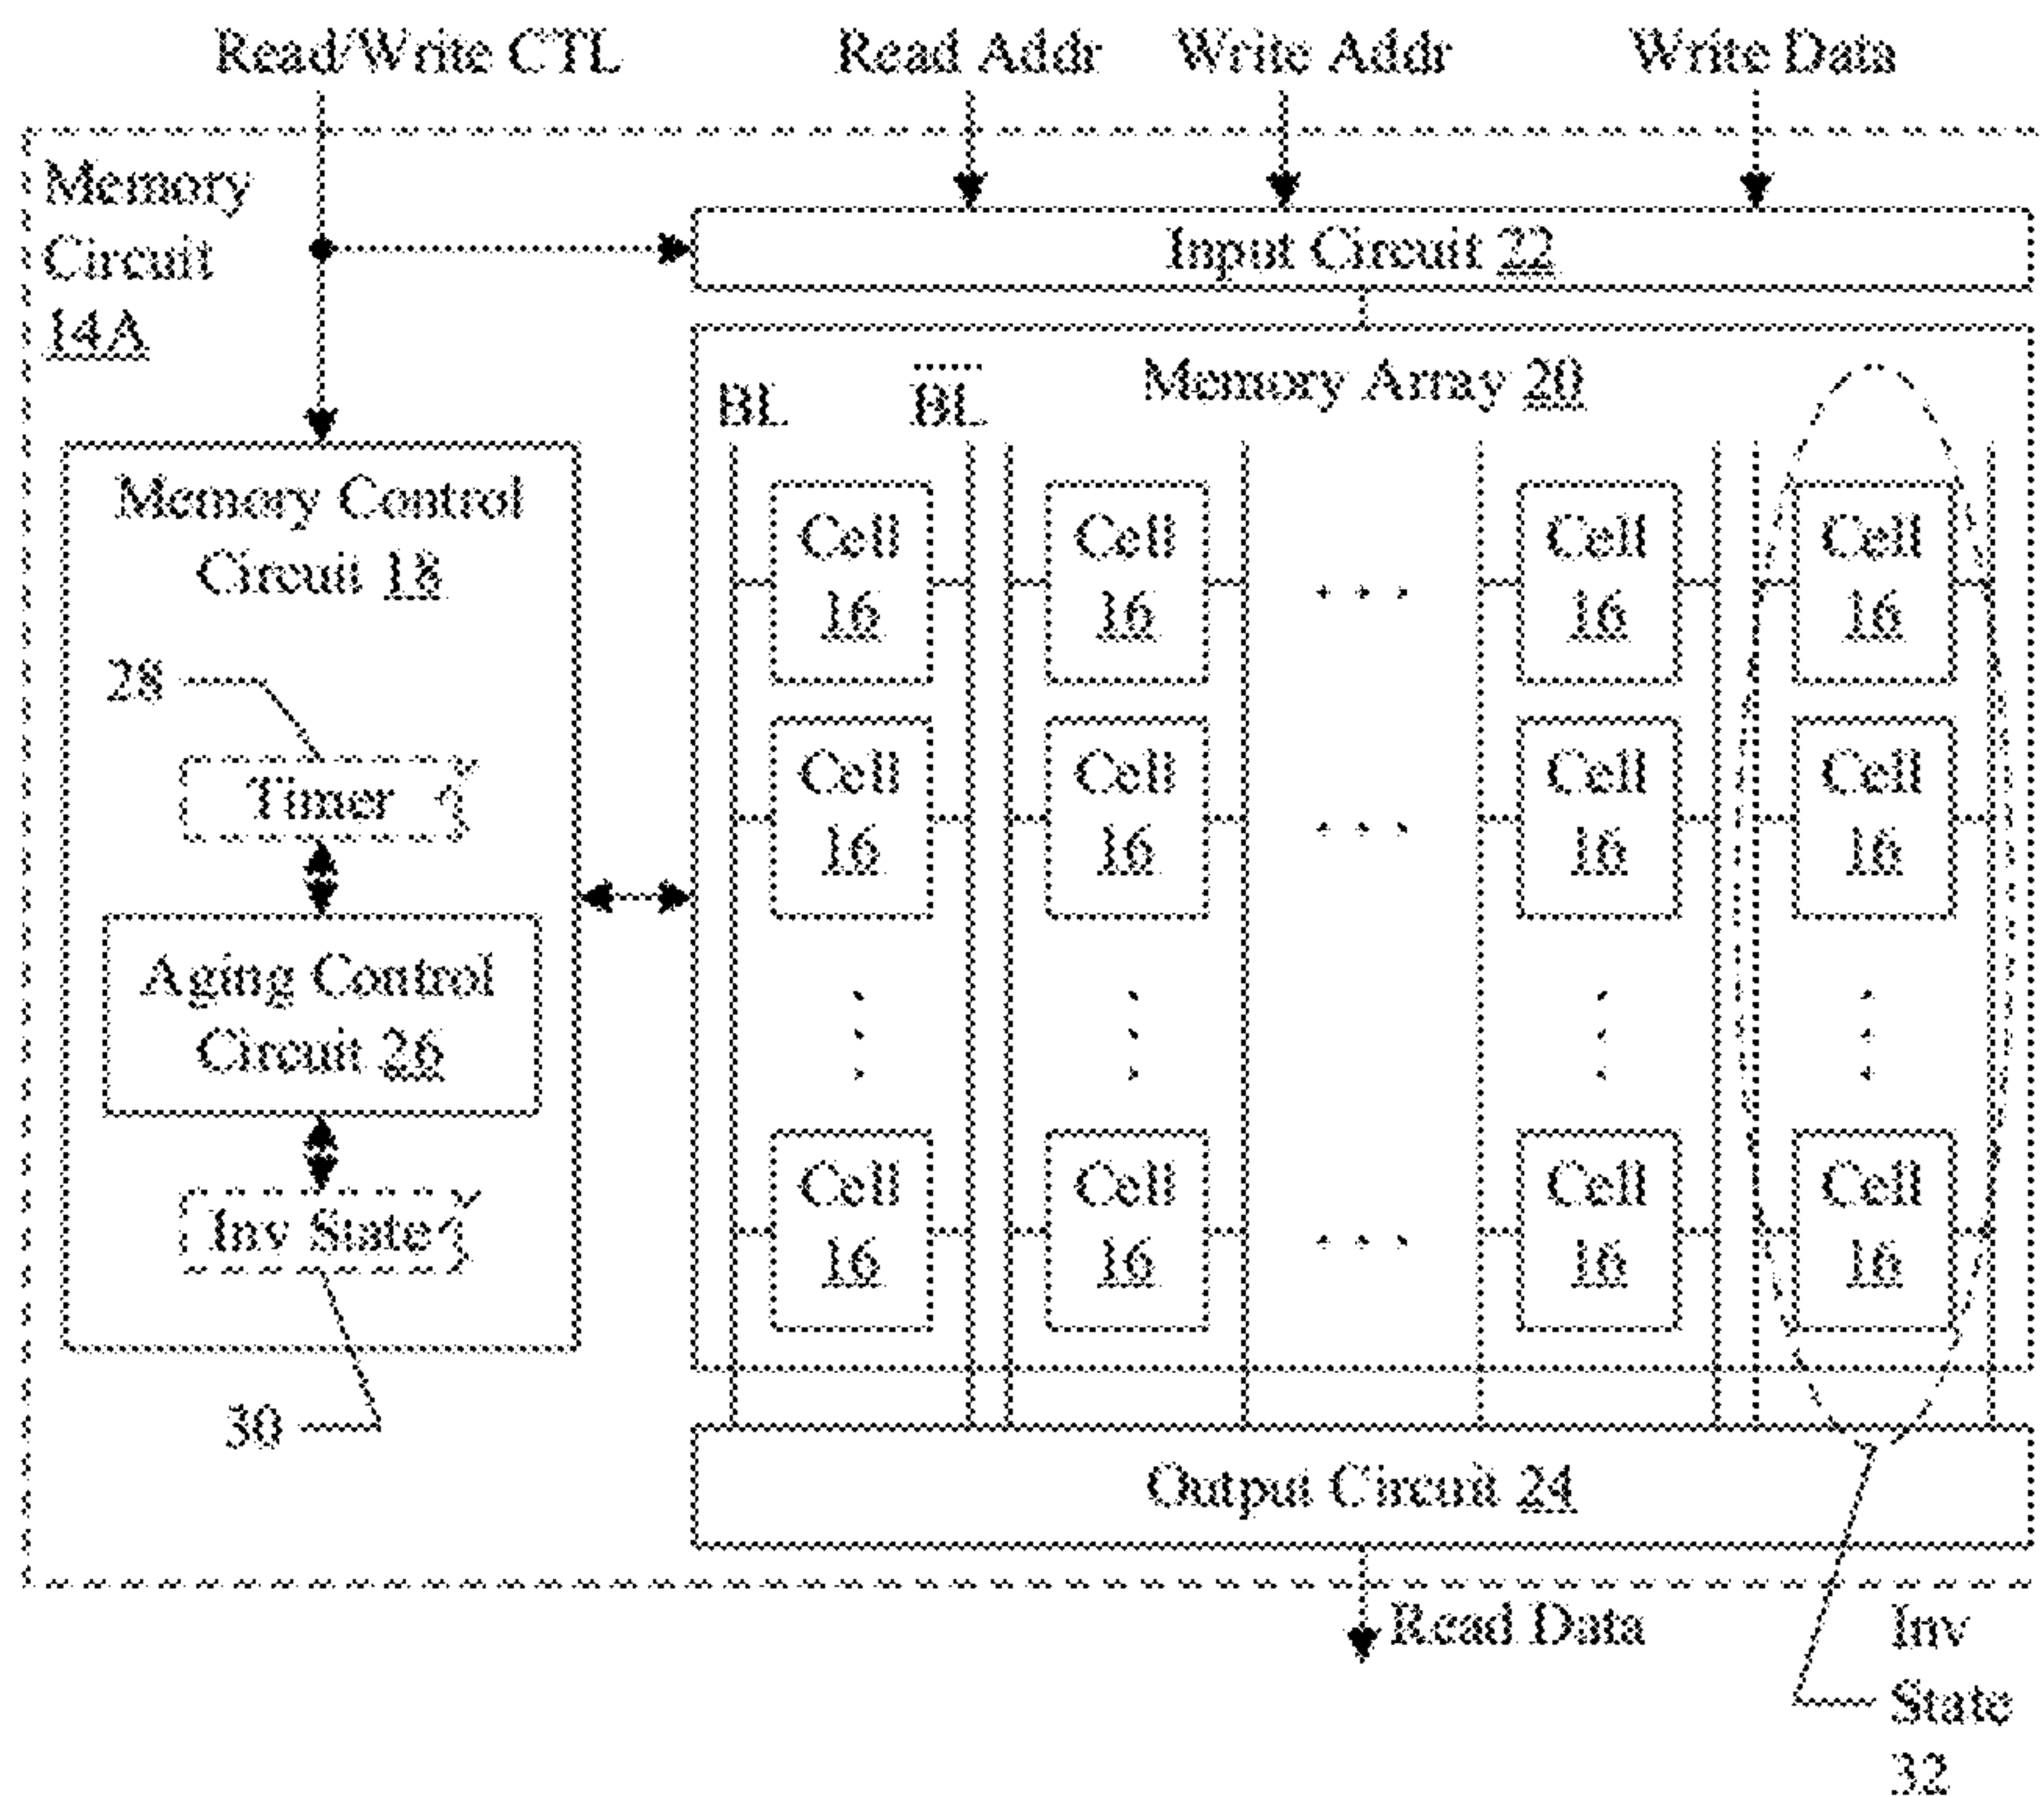 Read/Write CTL
Read Addr
Write Addr
Write Data
Memory
Circuit
14A
Input Circuit 22
Memory Array 20
BL
B̅L̅
Memory Control
Circuit 18
28
Timer
Aging Control
Circuit 26
Inv State
30
Cell
16
Cell
16
Cell
16
Cell
16
. . .
Cell
16
Cell
16
Cell
16
Cell
16
. . .
Cell
16
Cell
16
Cell
16
Cell
16
. . .
Output Circuit 24
Read Data
Inv
State
32